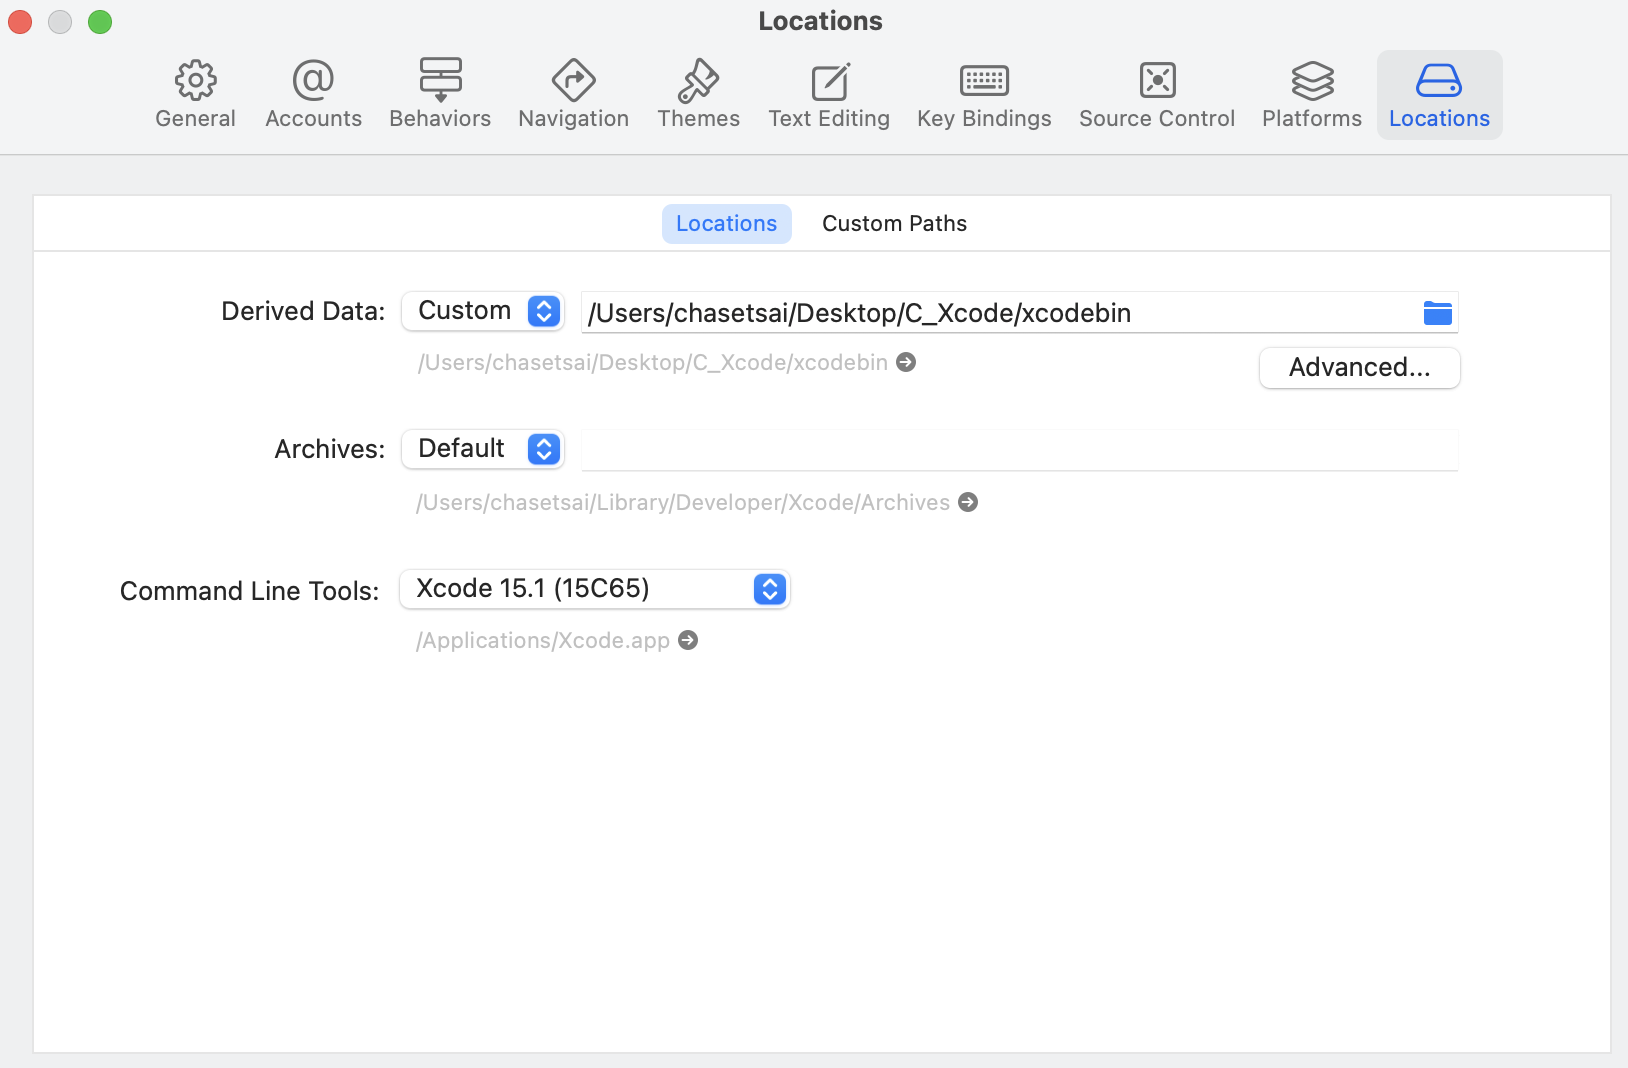 Locations
General Accounts Behaviors Navigation Themes Text Editing Key Bindings Source Control Platforms Locations
Locations Custom Paths
Derived Data: Custom /Users/chasetsai/Desktop/C_Xcode/xcodebin
/Users/chasetsai/Desktop/C_Xcode/xcodebin
Advanced...
Archives: Default
/Users/chasetsai/Library/Developer/Xcode/Archives
Command Line Tools: Xcode 15.1 (15C65)
/Applications/Xcode.app